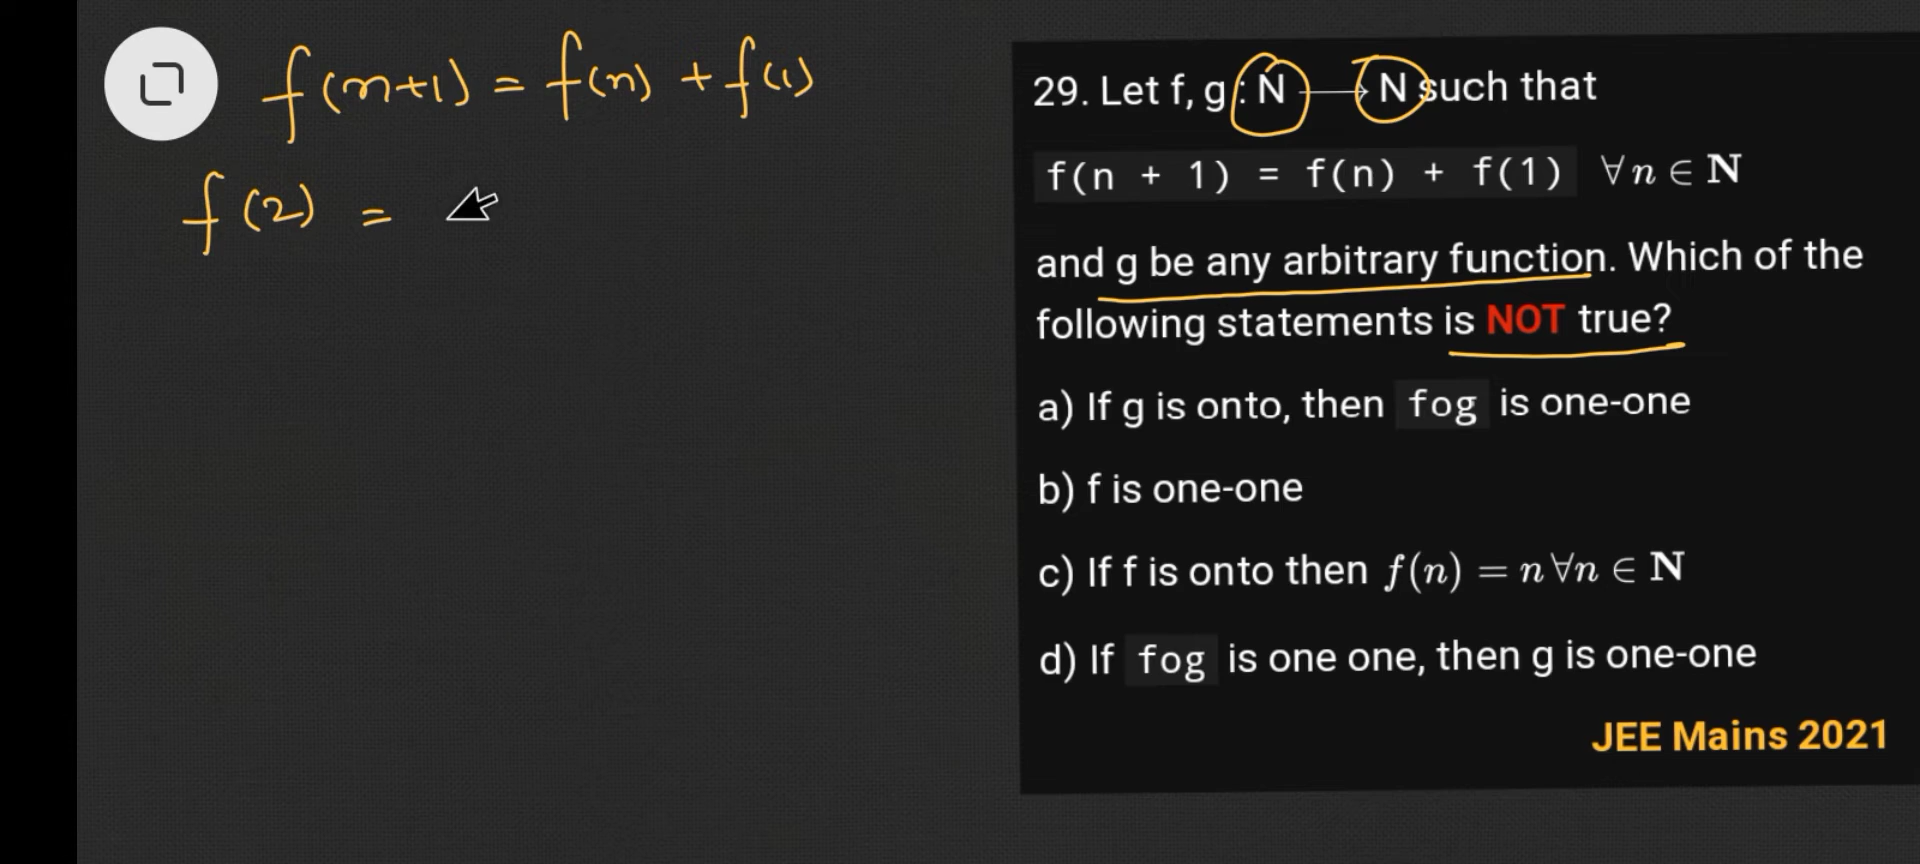 f(n+1) = f(n) + f(1)
f(2) =
29. Let f, g : N ⟶ N such that
f(n + 1) = f(n) + f(1) ∀n ∈ N
and g be any arbitrary function. Which of the
following statements is NOT true?
a) If g is onto, then fog is one-one
b) f is one-one
c) If f is onto then f(n) = n ∀n ∈ N
d) If fog is one one, then g is one-one
JEE Mains 2021